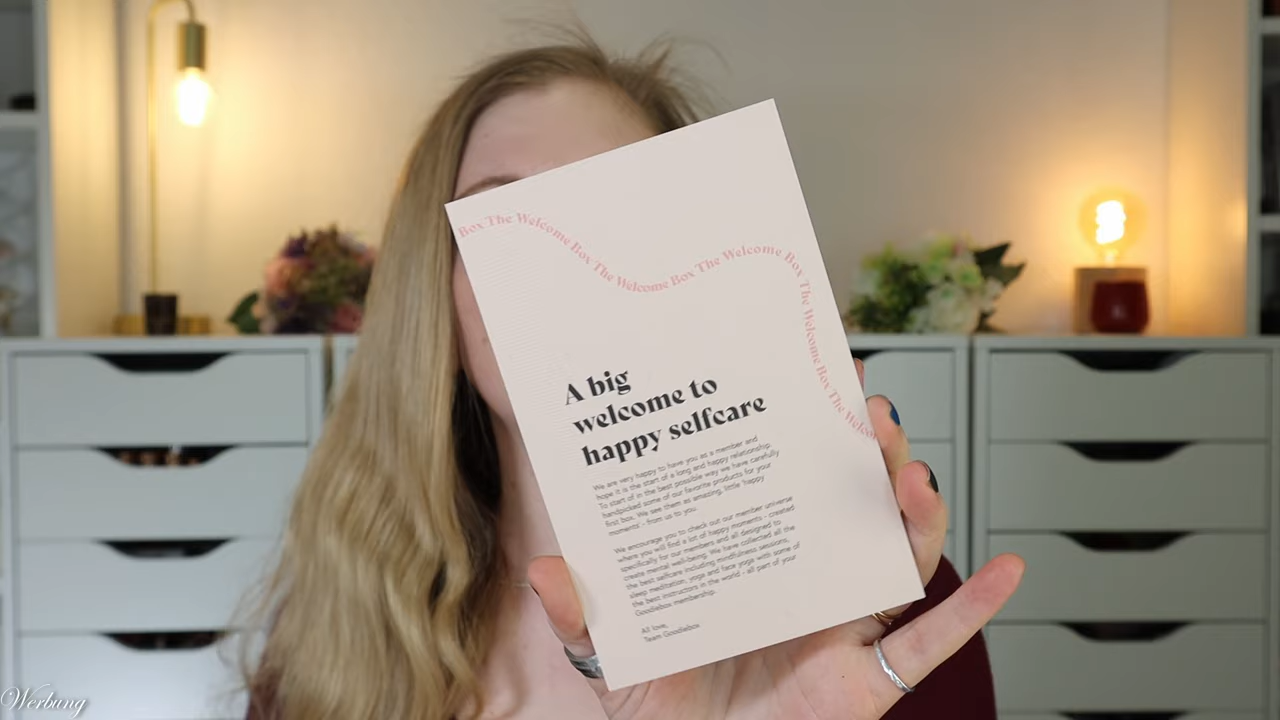 Box The Welcome Box The Welcome Box The Welcome Box The Welcome Box The Welcom
A big
welcome to
happy selfcare
We are very happy to have you as a member and
hope it is the start of a long and happy relationship.
To start of in the best possible way we have carefully
handpicked some of our favorite products for your
first box. We see them as amazing, little 'happy
moments' - from us to you.
We encourage you to check out our member universe
where you will find a lot of happy moments - created
specifically for our members and all designed to
create mental well-being. We have collected all the
the best selfcare including mindfulness sessions,
sleep meditation, yoga and face yoga with some of
the best instructors in the world - all part of your
Goodiebox membership.
All love,
Team Goodiebox
Werbung